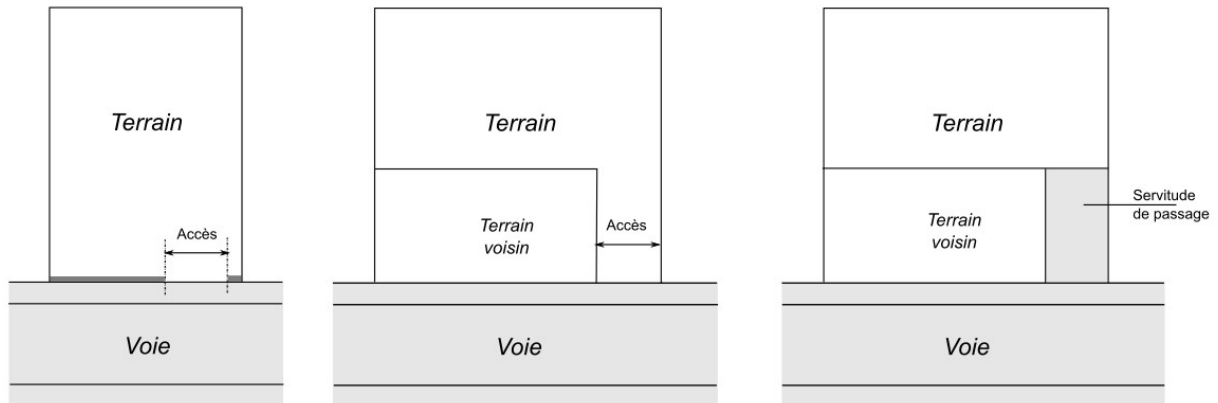 Terrain
Accès
Voie
Terrain
Terrain
voisin
Accès
Voie
Terrain
Terrain
voisin
Servitude
de passage
Voie